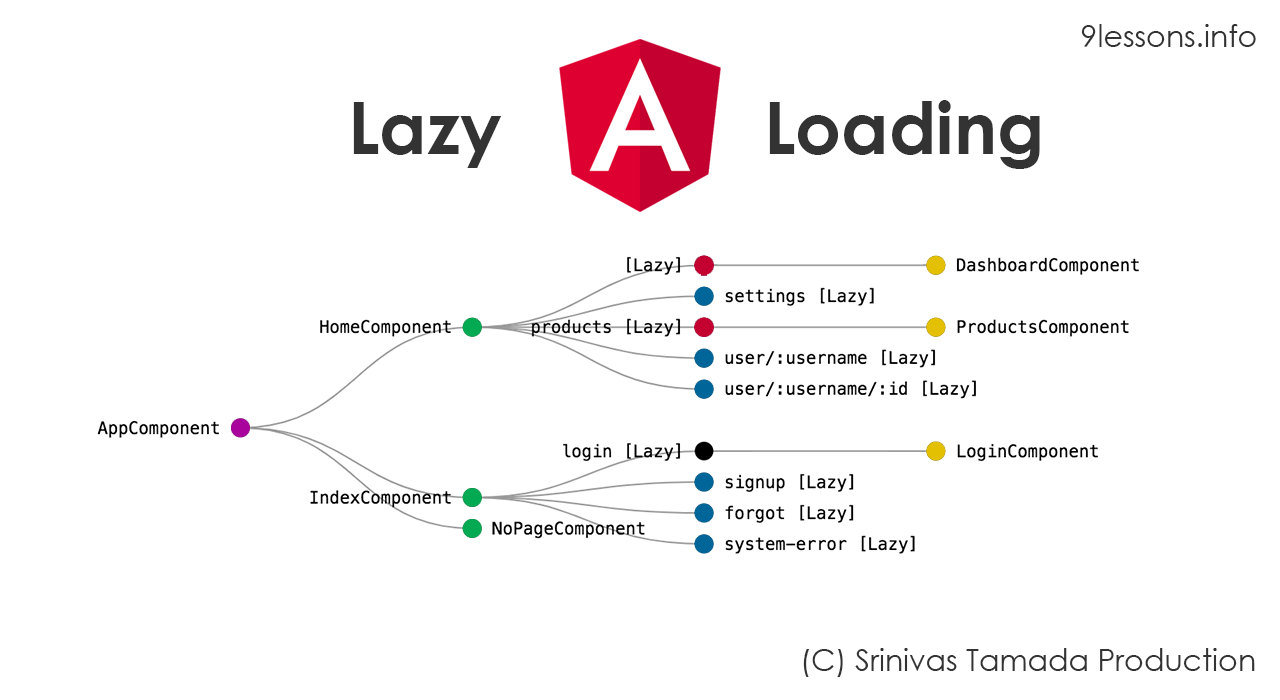 9lessons.info
Lazy A Loading
[Lazy] DashboardComponent
settings [Lazy]
HomeComponent products [Lazy] ProductsComponent
user/:username [Lazy]
user/:username/:id [Lazy]
AppComponent
login [Lazy] LoginComponent
signup [Lazy]
IndexComponent
forgot [Lazy]
NoPageComponent
system-error [Lazy]
(C) Srinivas Tamada Production